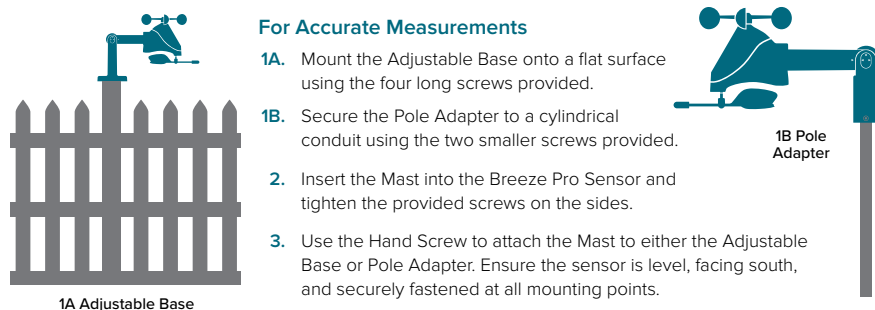 For Accurate Measurements
1A. Mount the Adjustable Base onto a flat surface
using the four long screws provided.
1B. Secure the Pole Adapter to a cylindrical
conduit using the two smaller screws provided.
2. Insert the Mast into the Breeze Pro Sensor and
tighten the provided screws on the sides.
3. Use the Hand Screw to attach the Mast to either the Adjustable
Base or Pole Adapter. Ensure the sensor is level, facing south,
and securely fastened at all mounting points.
1A Adjustable Base
1B Pole
Adapter